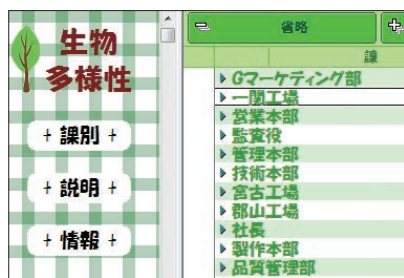 生物
多様性
+ 課別 +
+ 説明 +
+ 情報 +
省略
課
Gマーケティング部
一関工場
営業本部
監査役
管理本部
技術本部
宮古工場
郡山工場
社長
製作本部
品質管理部